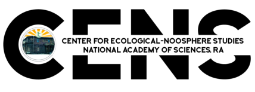 CENS
CENTER FOR ECOLOGICAL-NOOSPHERE STUDIES
NATIONAL ACADEMY OF SCIENCES, RA